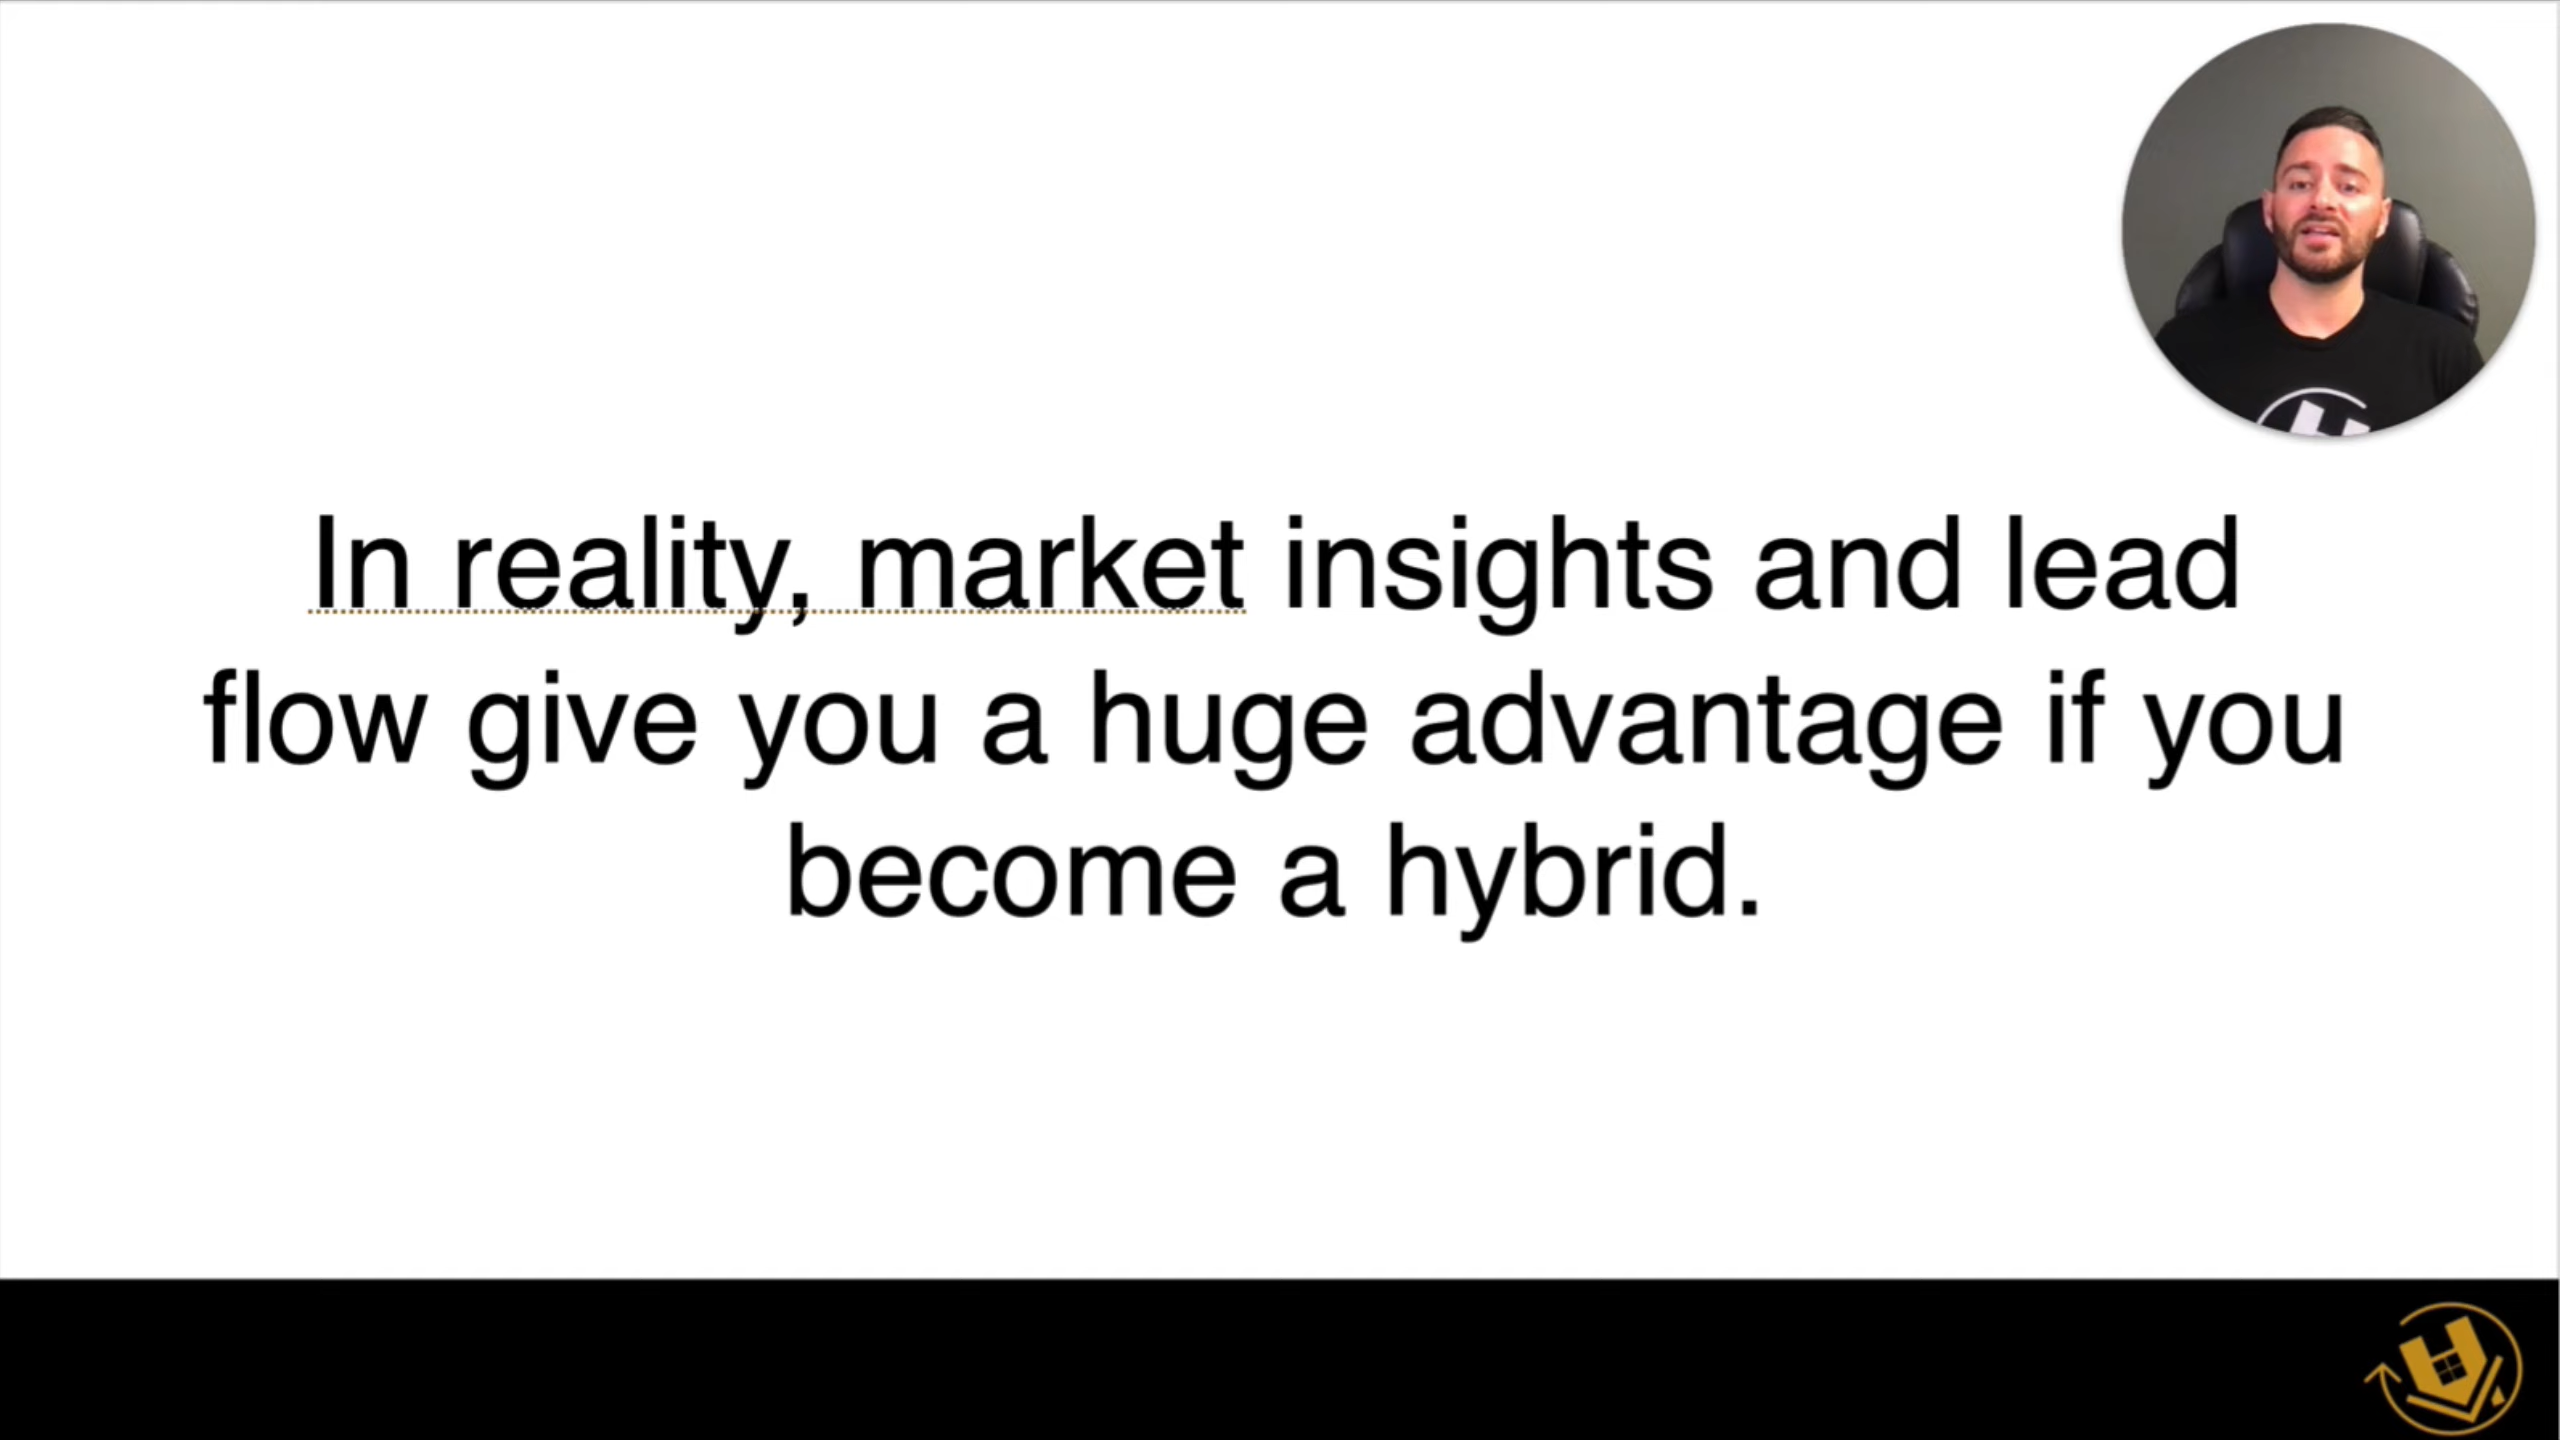 In reality, market insights and lead
flow give you a huge advantage if you
become a hybrid.